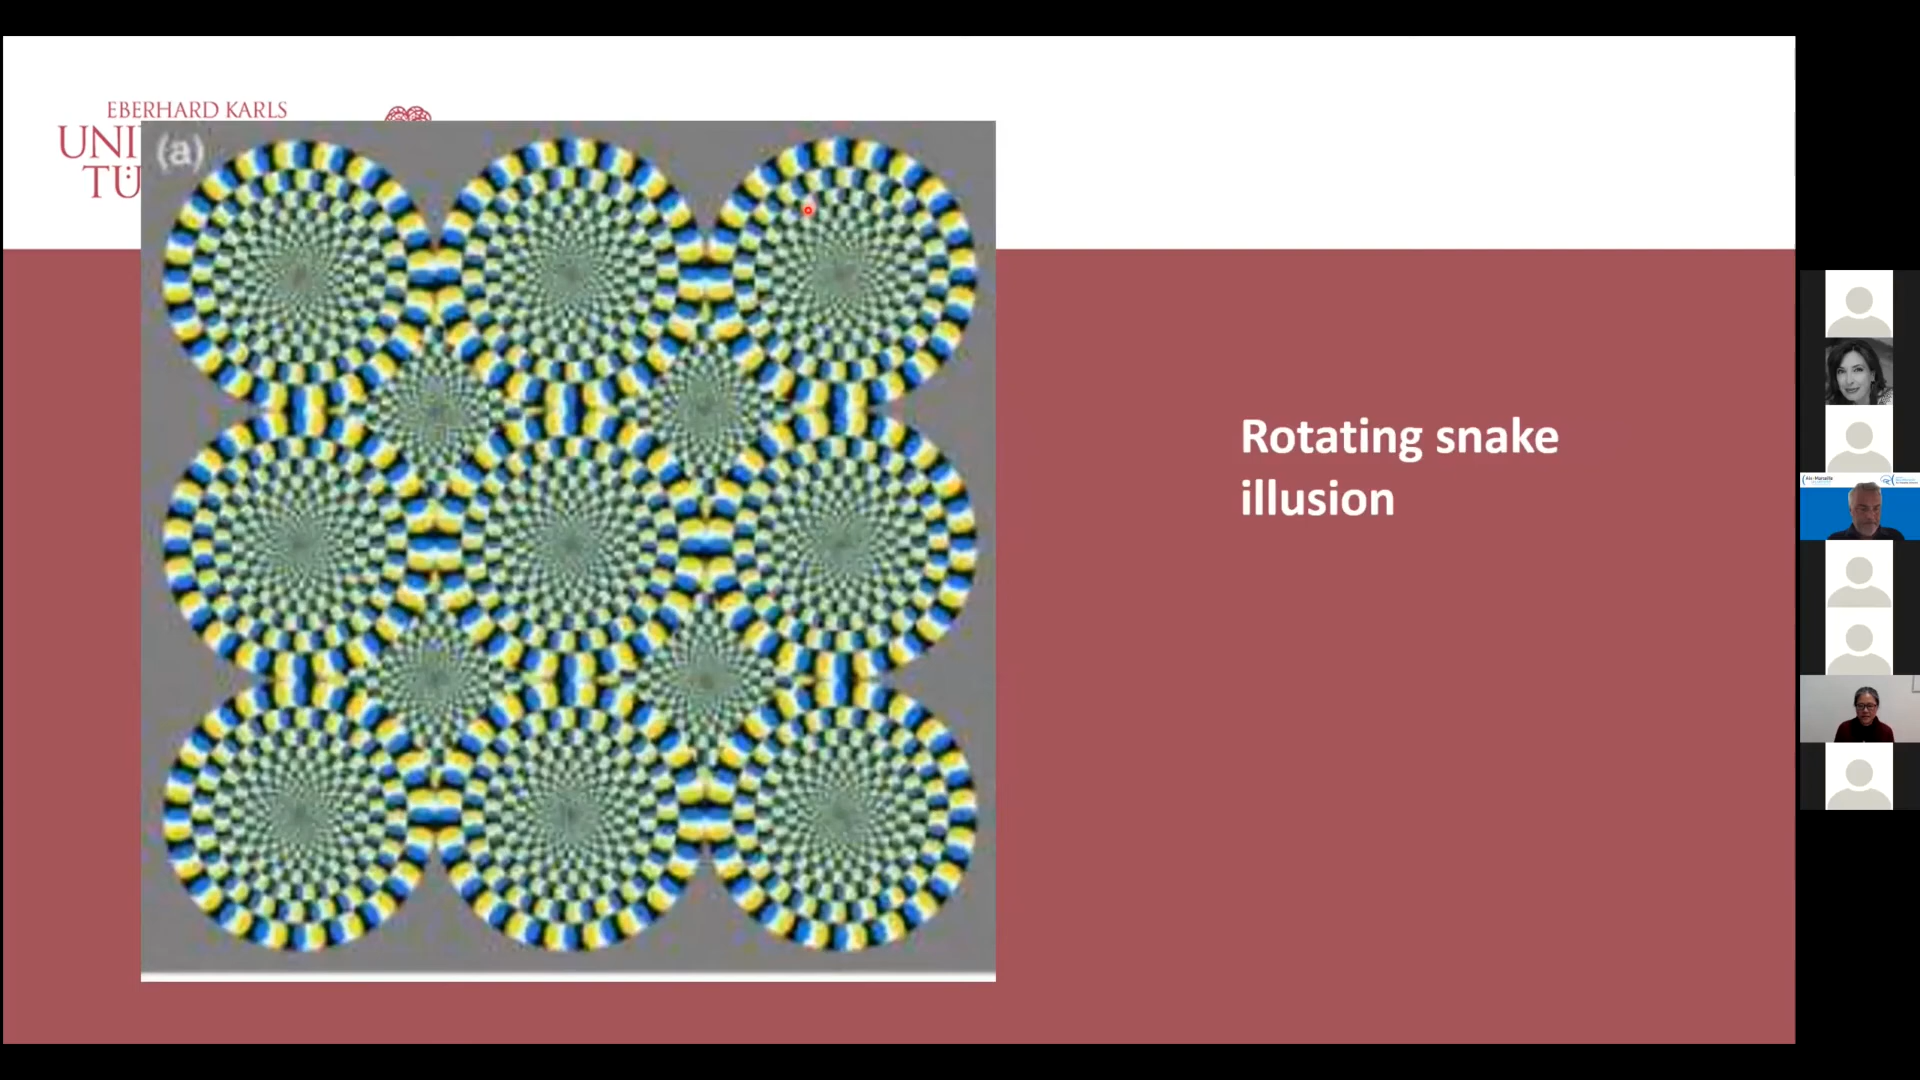 EBERHARD KARLS
UNI
TÜ
(a)
Rotating snake
illusion